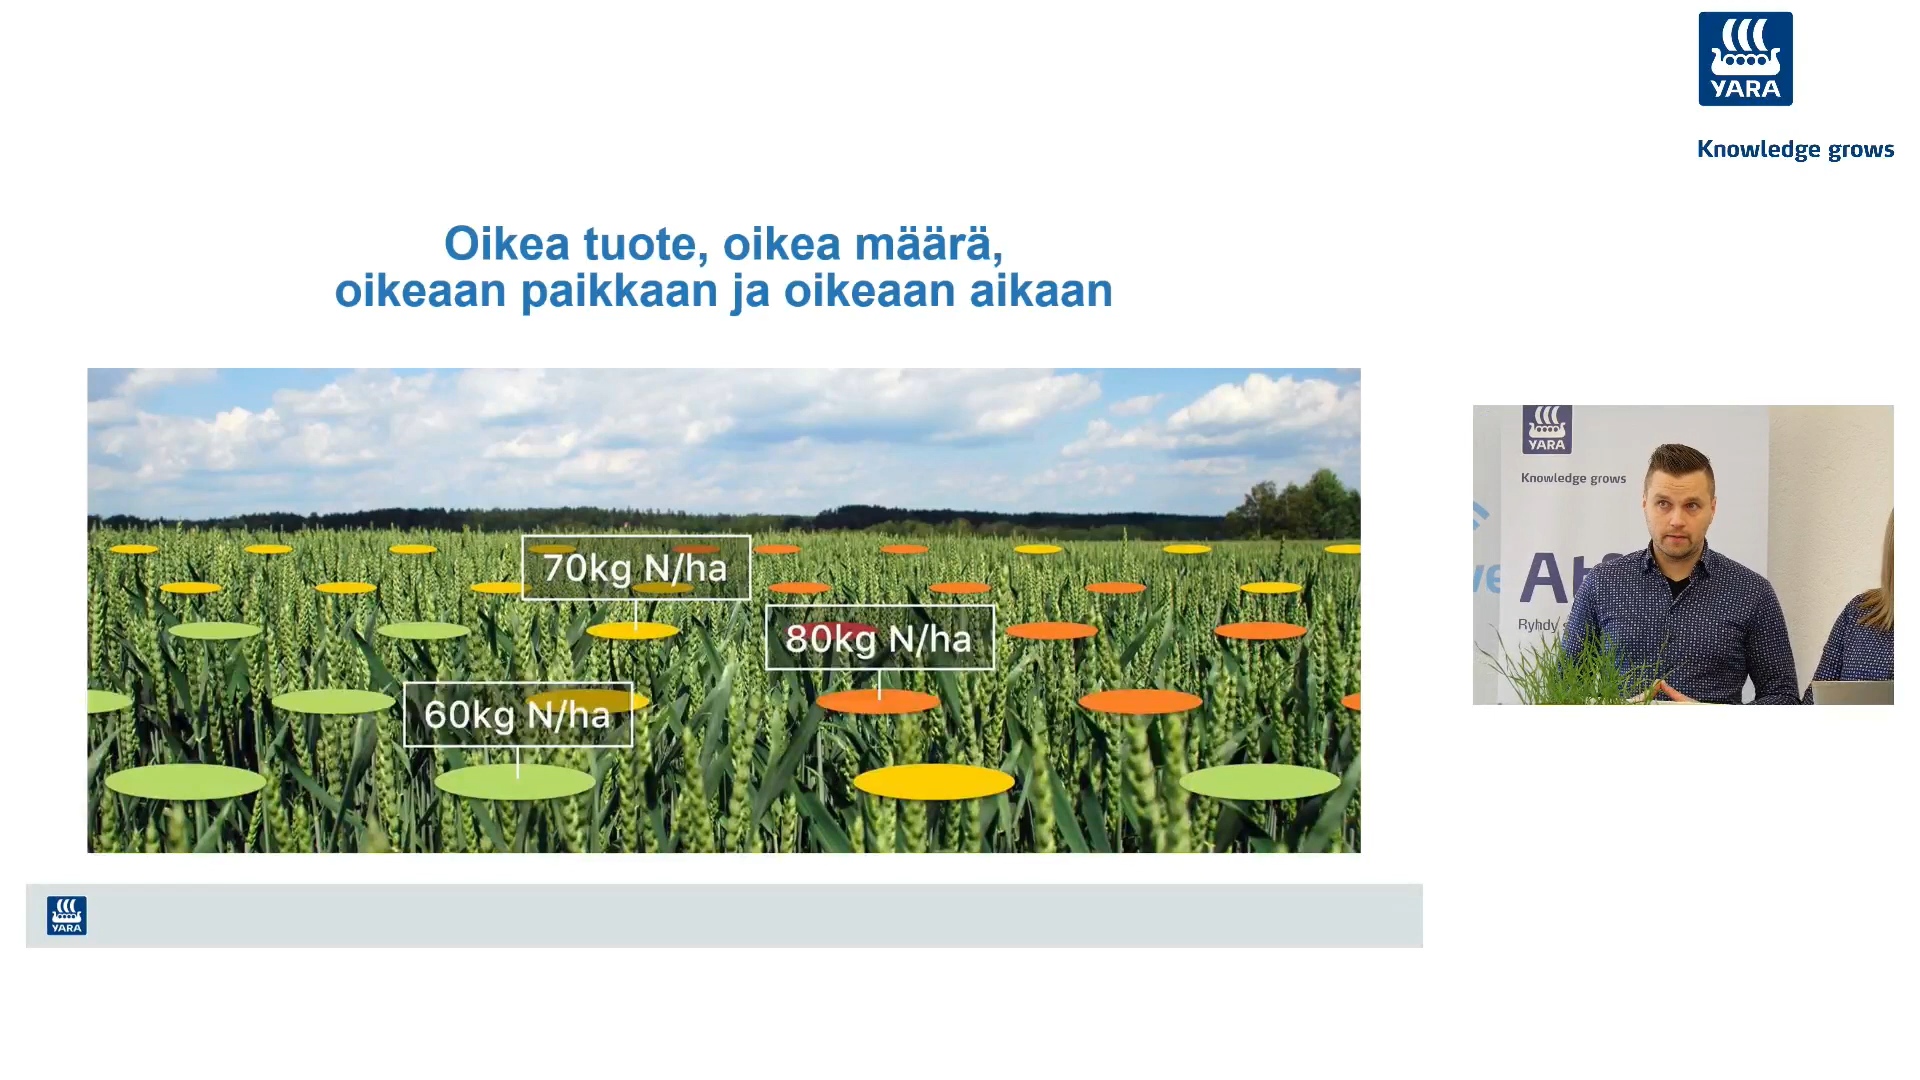 YARA
Knowledge grows
Oikea tuote, oikea määrä,
oikeaan paikkaan ja oikeaan aikaan
70kg N/ha
80kg N/ha
60kg N/ha
YARA
Knowledge grows
Ryhdy
YARA